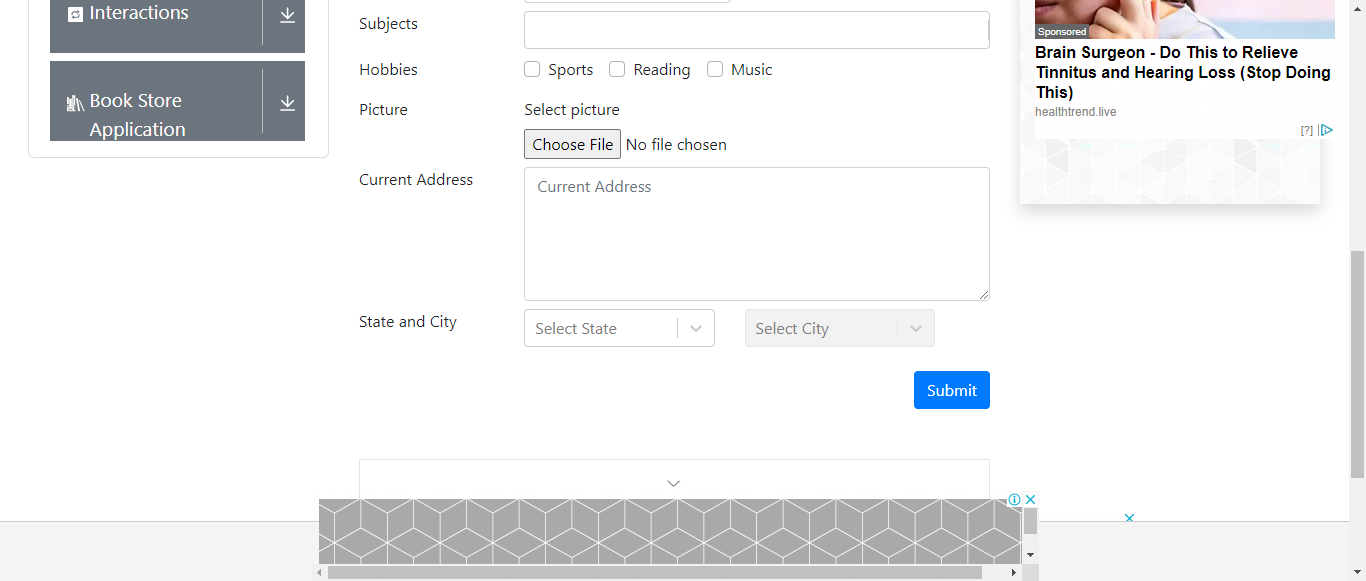 Interactions
Book Store
Application
Subjects
Hobbies
Sports
Reading
Music
Picture
Select picture
Choose File No file chosen
Current Address
Current Address
State and City
Select State
Select City
Submit
Sponsored
Brain Surgeon - Do This to Relieve
Tinnitus and Hearing Loss (Stop Doing
This)
healthtrend.live
[?]